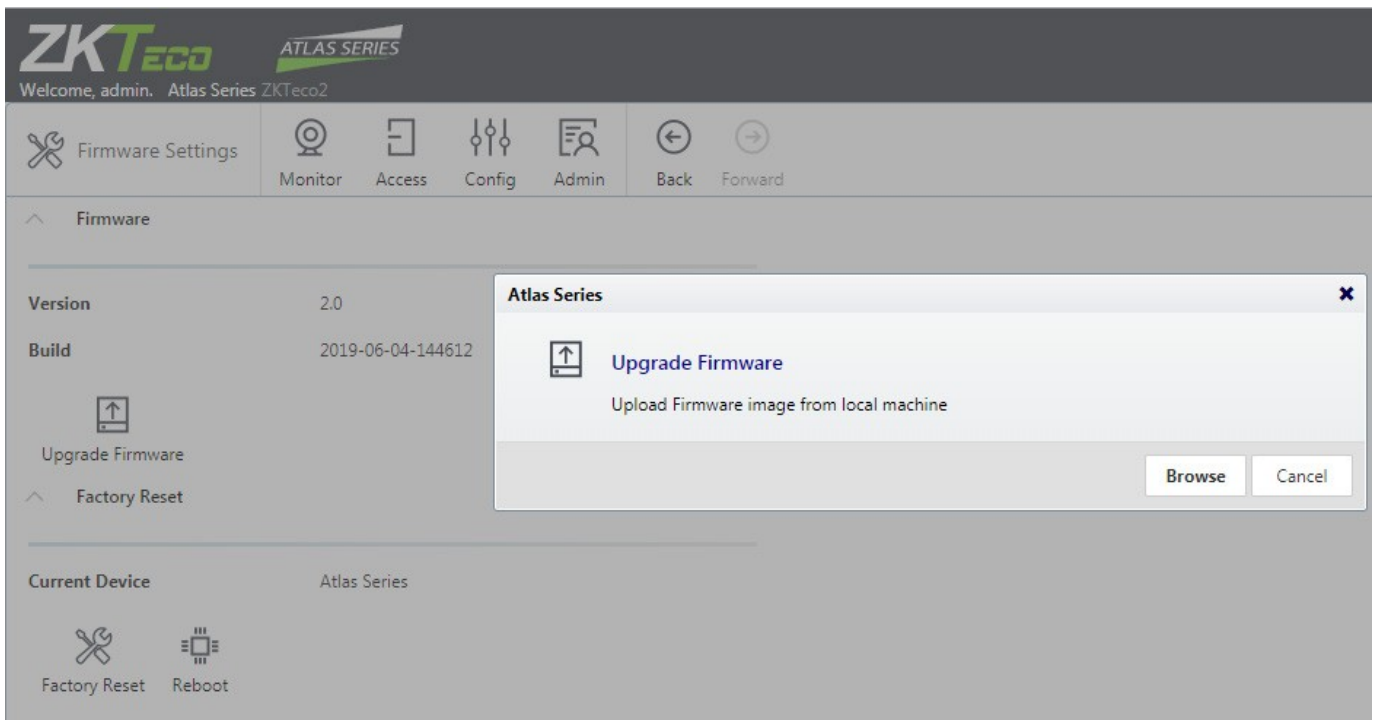 ZKTECO
ATLAS SERIES
Welcome, admin. Atlas Series ZKTeco2
Firmware Settings
Monitor Access Config Admin Back Forward
Firmware
Version 2.0
Build 2019-06-04-144612
Upgrade Firmware
Atlas Series
Upgrade Firmware
Upload Firmware image from local machine
Browse Cancel
Factory Reset
Current Device Atlas Series
Factory Reset Reboot